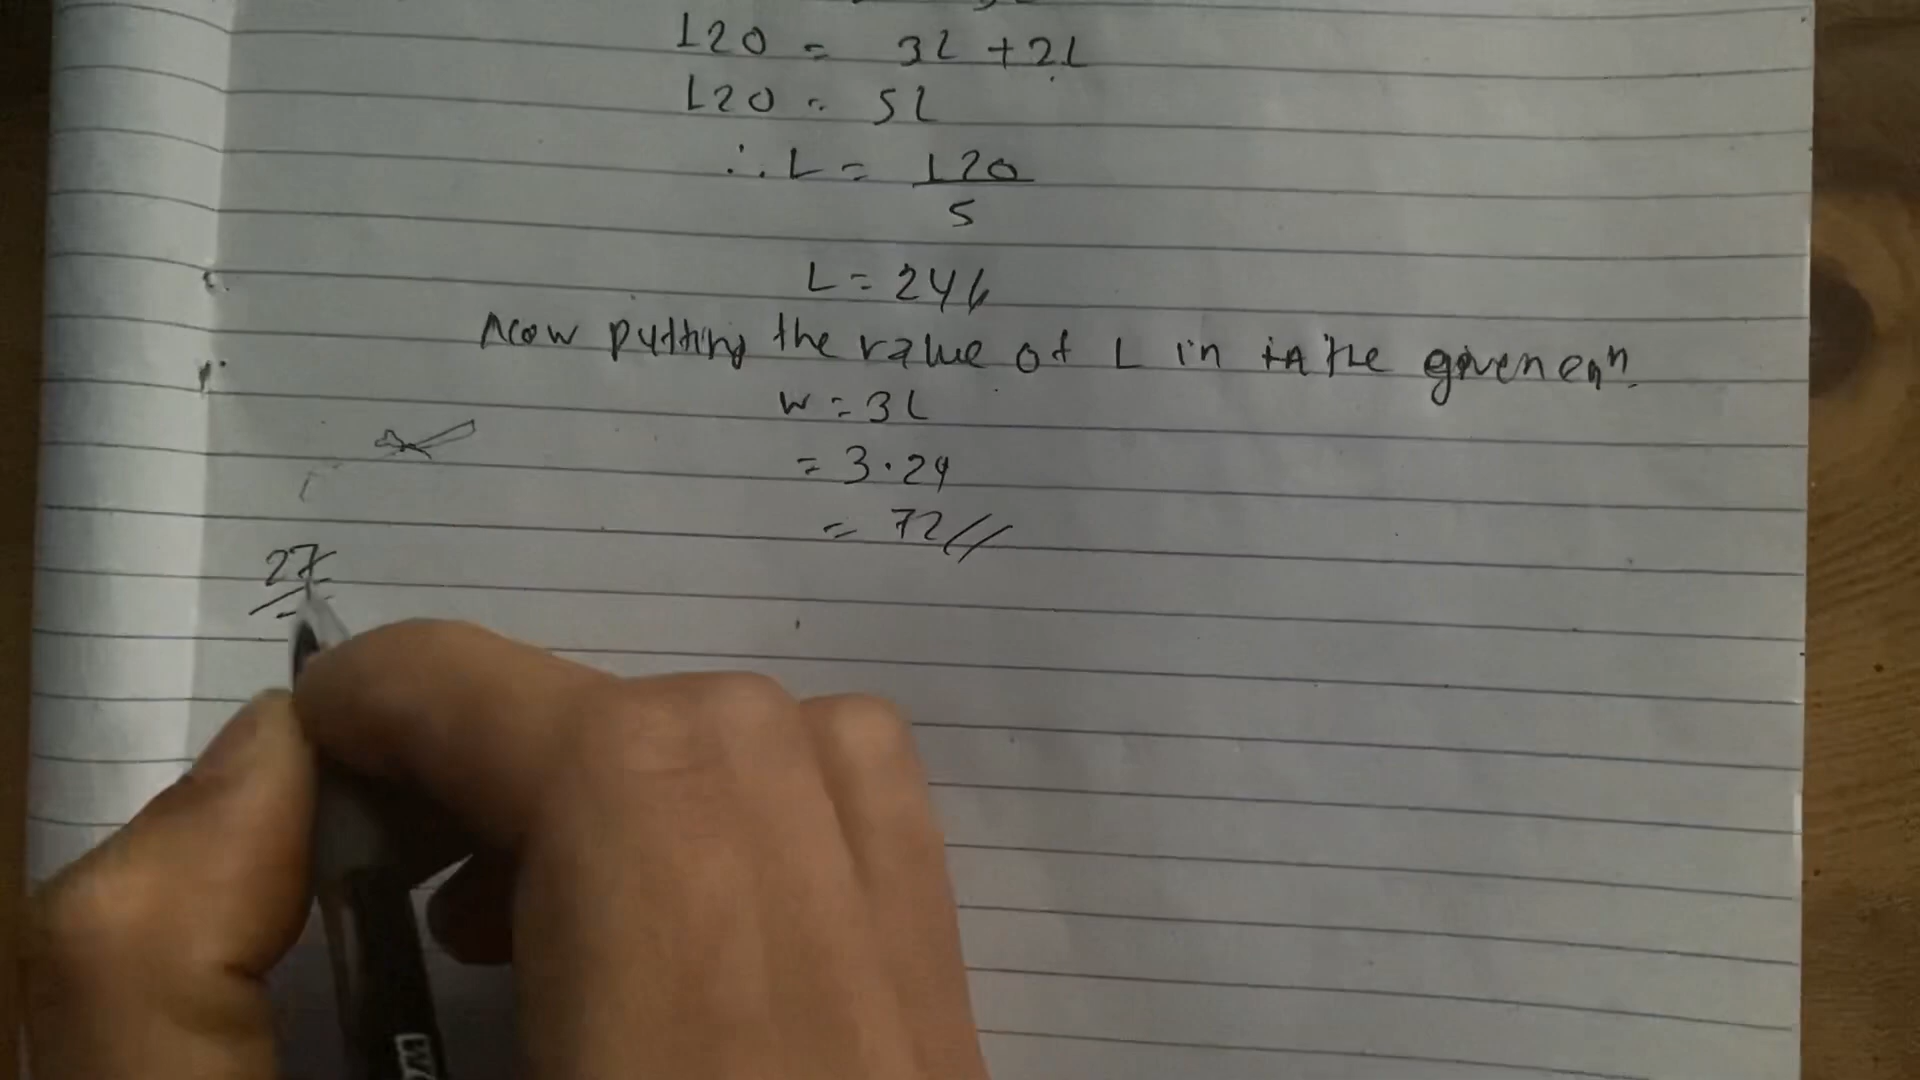 120 = 3L + 2L
120 = 5L
∴ L = 120
5
L = 24
Now putting the value of L in the given eqn.
W = 3L
= 3·24
= 72//
27